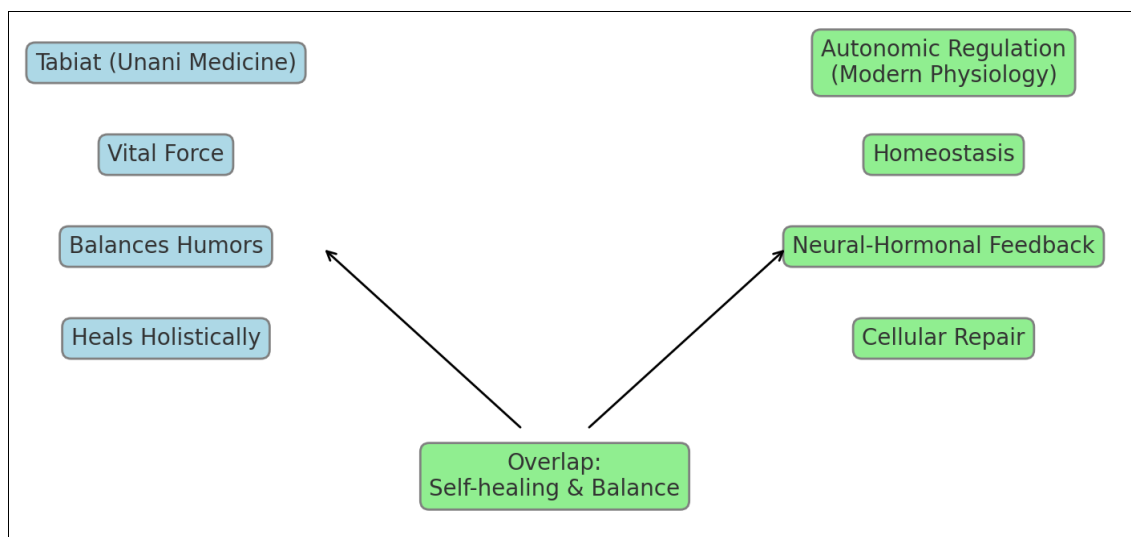 Tabiat (Unani Medicine)
Vital Force
Balances Humors
Heals Holistically
Autonomic Regulation
(Modern Physiology)
Homeostasis
Neural-Hormonal Feedback
Cellular Repair
Overlap:
Self-healing & Balance